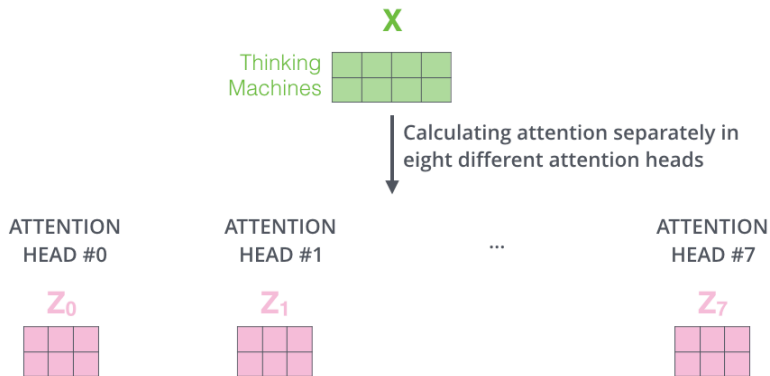 X
Thinking
Machines
Calculating attention separately in
eight different attention heads
ATTENTION
HEAD #0
ATTENTION
HEAD #1
...
ATTENTION
HEAD #7
Z0
Z1
Z7